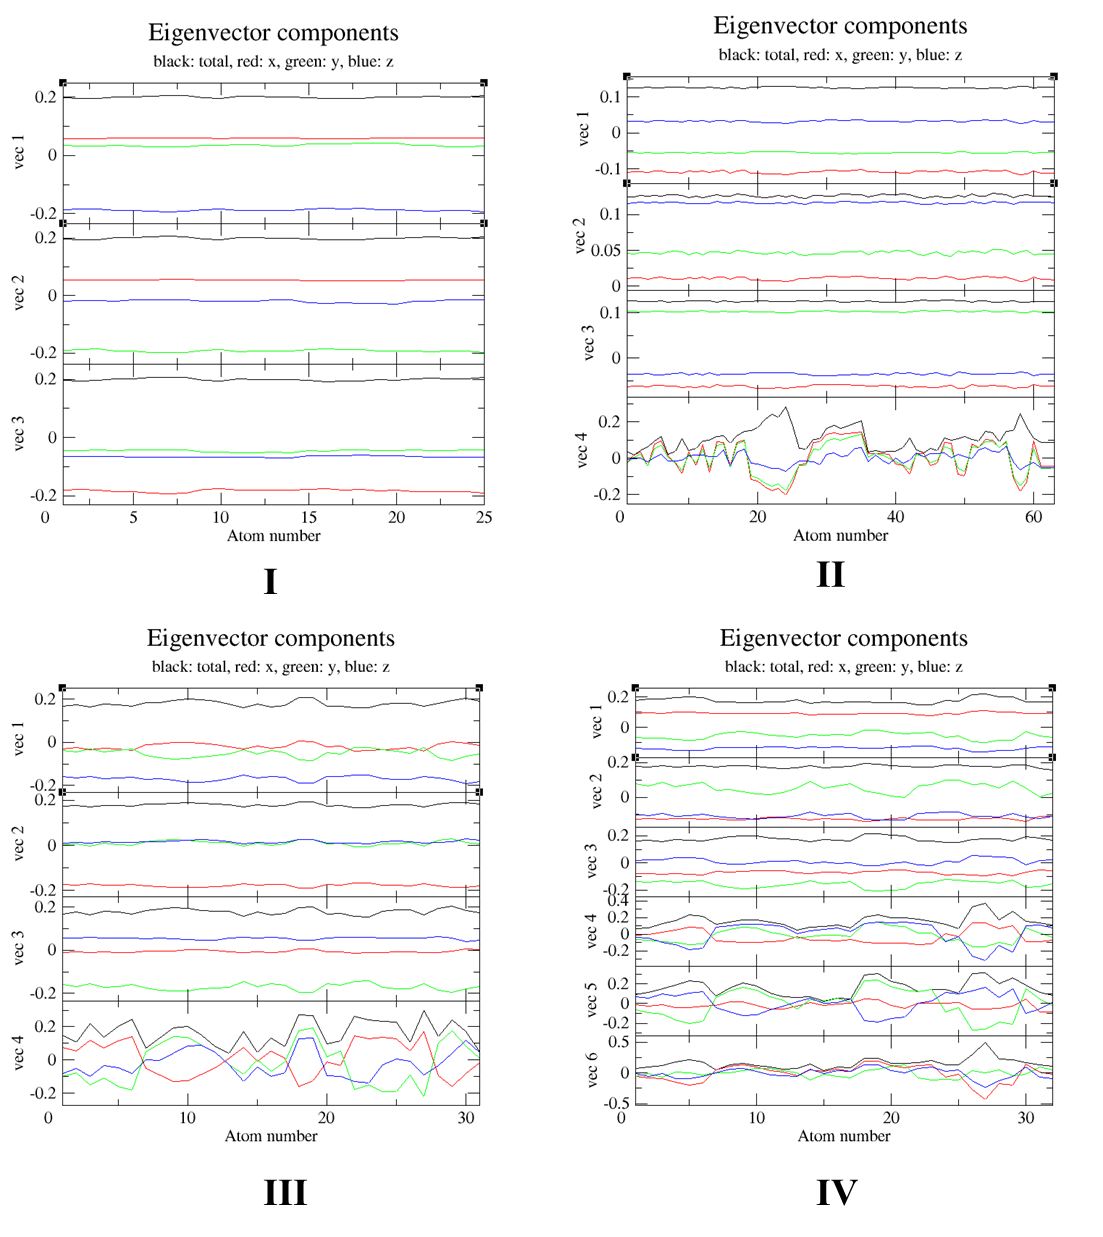 Eigenvector components
black: total, red: x, green: y, blue: z
0.2
vec 1
0
-0.2
0.2
vec 2
0
-0.2
0.2
vec 3
0
-0.2
0 5 10 15 20 25
Atom number
I
Eigenvector components
black: total, red: x, green: y, blue: z
0.1
vec 1
0
-0.1
0.1
vec 2
0.05
0
0.1
vec 3
0
0.2
vec 4
0
-0.2
0 20 40 60
Atom number
II
Eigenvector components
black: total, red: x, green: y, blue: z
0.2
vec 1
0
-0.2
0.2
vec 2
0
-0.2
0.2
vec 3
0
-0.2
0.2
vec 4
0
-0.2
0 10 20 30
Atom number
III
Eigenvector components
black: total, red: x, green: y, blue: z
0.2
vec 1
0
0.2
vec 2
0
0.2
vec 3
0
-0.2
0.4
vec 4
0.2
0
-0.2
0.2
vec 5
0
-0.2
0.5
vec 6
0
-0.5
0 10 20 30
Atom number
IV